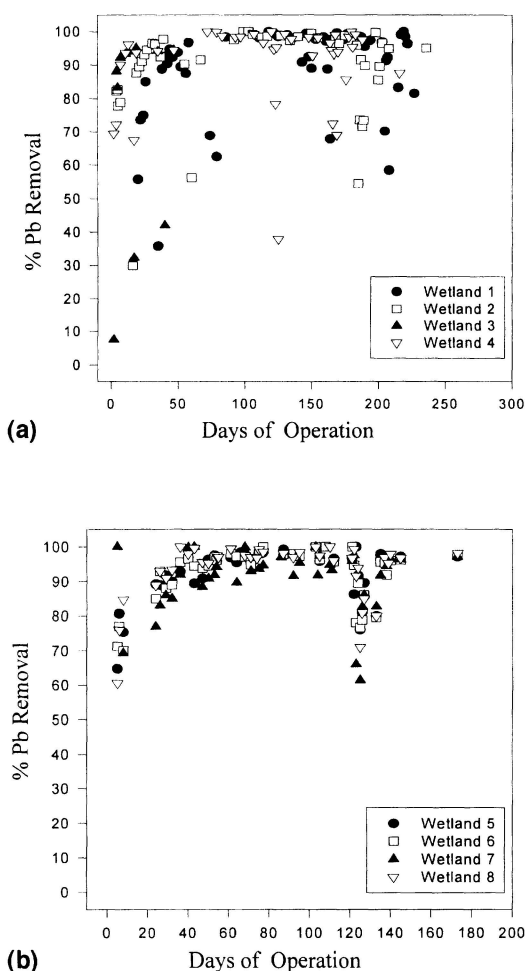 100
90
80
70
60
50
40
30
20
10
0
% Pb Removal
Wetland 1
Wetland 2
Wetland 3
Wetland 4
0 50 100 150 200 250 300
(a) Days of Operation
100
90
80
70
60
50
40
30
20
10
0
% Pb Removal
Wetland 5
Wetland 6
Wetland 7
Wetland 8
0 20 40 60 80 100 120 140 160 180 200
(b) Days of Operation